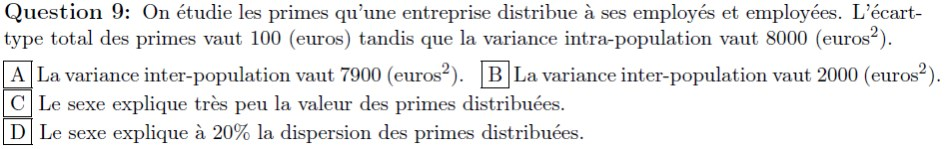 Question 9: On étudie les primes qu'une entreprise distribue à ses employés et employées. L'écart-
type total des primes vaut 100 (euros) tandis que la variance intra-population vaut 8000 (euros²).
A La variance inter-population vaut 7900 (euros²). B La variance inter-population vaut 2000 (euros²).
C Le sexe explique très peu la valeur des primes distribuées.
D Le sexe explique à 20% la dispersion des primes distribuées.